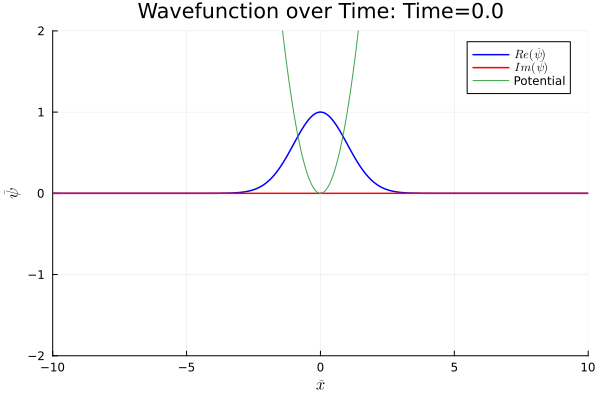 Wavefunction over Time: Time=0.0
Re(ψ̄)
Im(ψ̄)
Potential
2
1
0
−1
−2
ψ̄
−10
−5
0
5
10
x̄